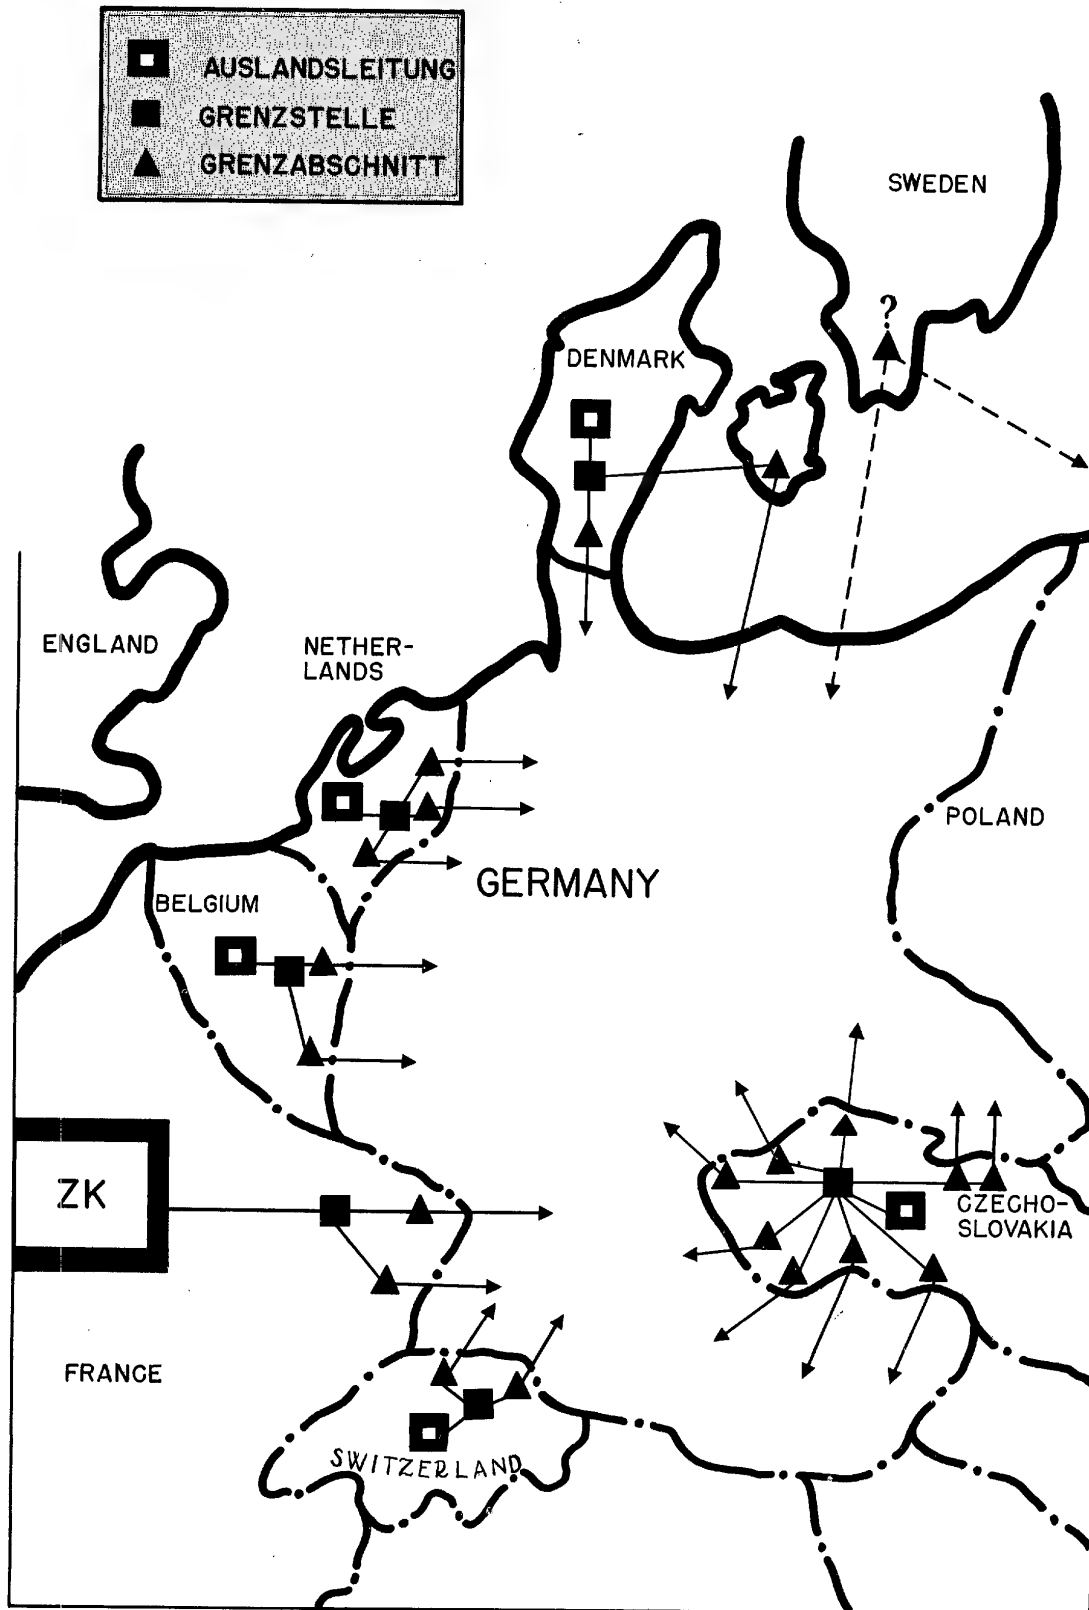 AUSLANDSLEITUNG
GRENZSTELLE
GRENZABSCHNITT
SWEDEN
?
DENMARK
ENGLAND
NETHER-
LANDS
POLAND
GERMANY
BELGIUM
ZK
CZECHO-
SLOVAKIA
FRANCE
SWITZERLAND